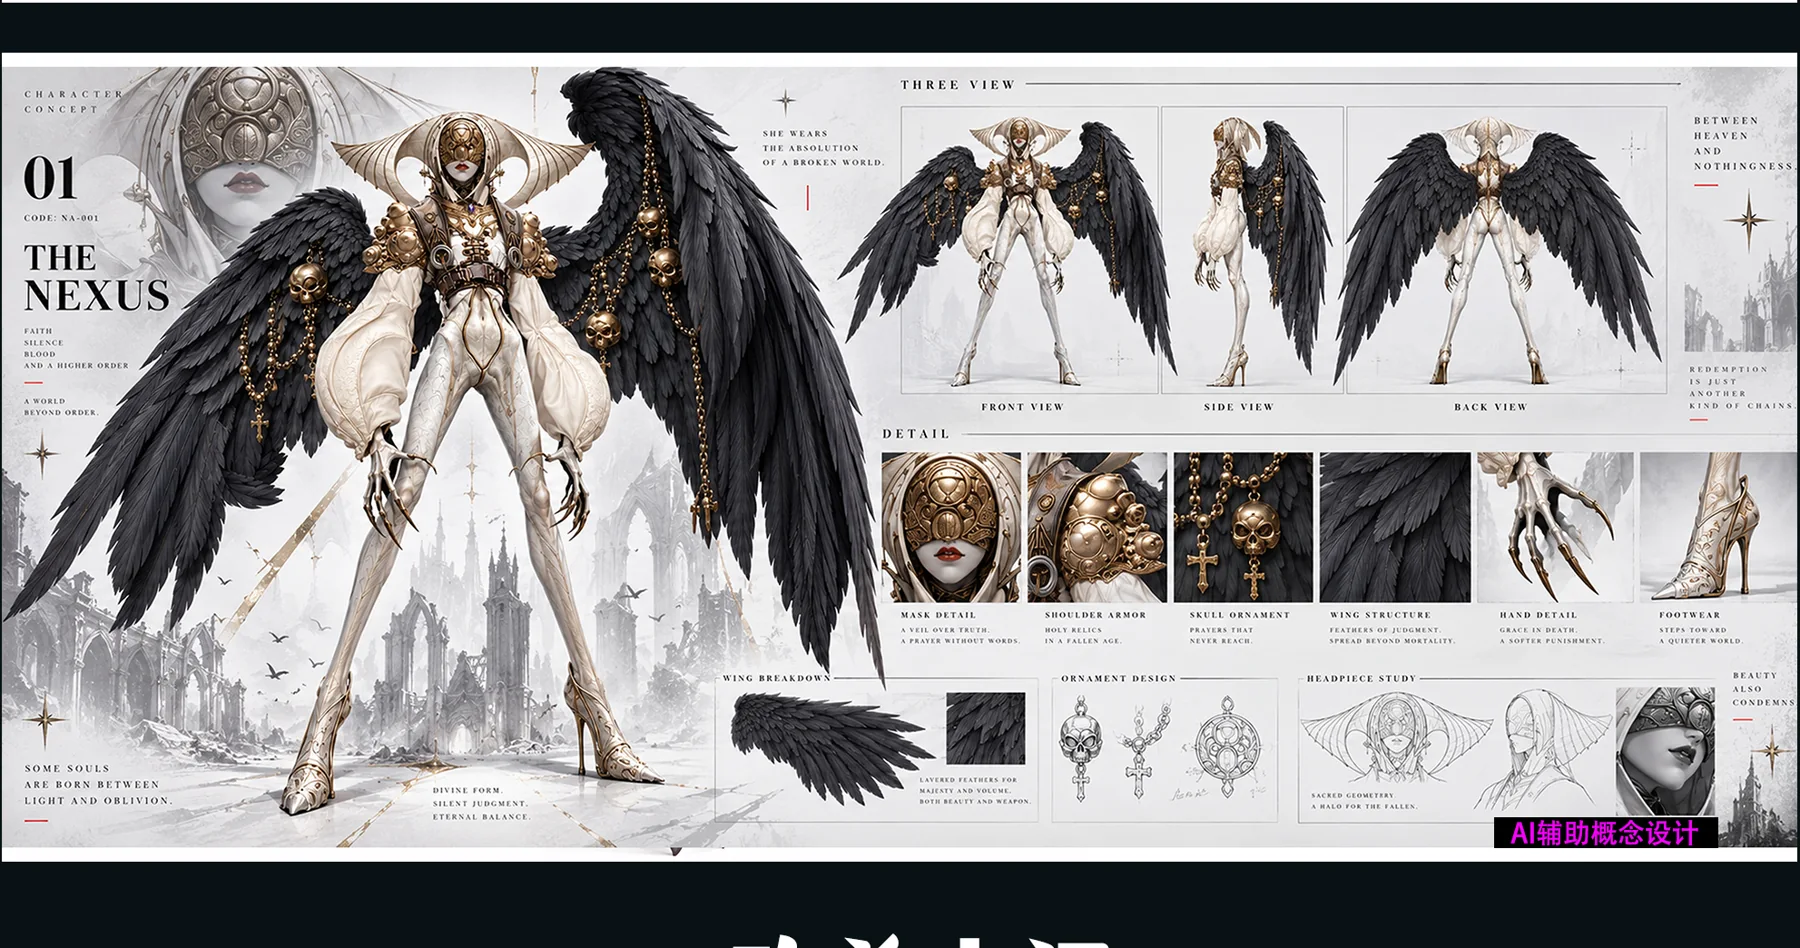 CHARACTER
CONCEPT
01
CODE: NA-001
THE
NEXUS
FAITH
SILENCE
BLOOD
AND A HIGHER ORDER
A WORLD
BEYOND ORDER.
SOME SOULS
ARE BORN BETWEEN
LIGHT AND OBLIVION.
SHE WEARS
THE ABSOLUTION
OF A BROKEN WORLD.
DIVINE FORM.
SILENT JUDGMENT.
ETERNAL BALANCE.
THREE VIEW
FRONT VIEW
SIDE VIEW
BACK VIEW
BETWEEN
HEAVEN
AND
NOTHINGNESS.
REDEMPTION
IS JUST
ANOTHER
KIND OF CHAINS.
DETAIL
MASK DETAIL
A VEIL OVER TRUTH.
A PRAYER WITHOUT WORDS.
SHOULDER ARMOR
HOLY RELICS
IN A FALLEN AGE.
SKULL ORNAMENT
PRAYERS THAT
NEVER REACH.
WING STRUCTURE
FEATHERS OF JUDGMENT.
SPREAD BEYOND MORTALITY.
HAND DETAIL
GRACE IN DEATH.
A SOFTER PUNISHMENT.
FOOTWEAR
STEPS TOWARD
A QUIETER WORLD.
WING BREAKDOWN
LAYERED FEATHERS FOR
MAJESTY AND VOLUME.
BOTH BEAUTY AND WEAPON.
ORNAMENT DESIGN
HEADPIECE STUDY
SACRED GEOMETERY
A HALO FOR THE FALLEN.
BEAUTY
ALSO
CONDEMNS
AI辅助概念设计